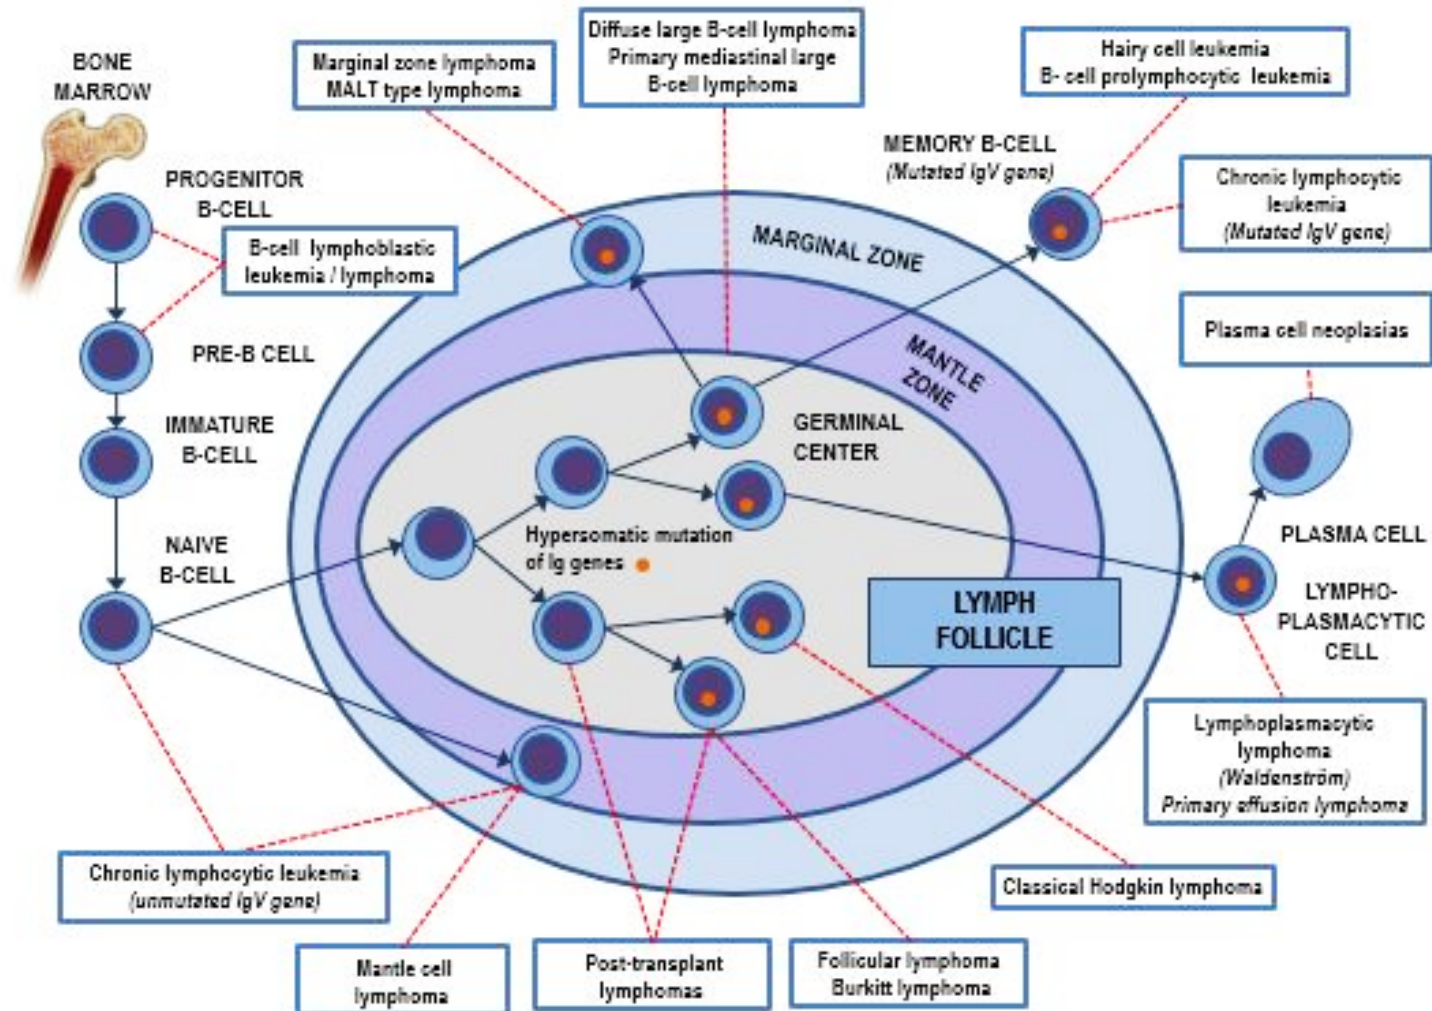 BONE
MARROW
PROGENITOR
B-CELL
B-cell lymphoblastic
leukemia / lymphoma
PRE-B CELL
IMMATURE
B-CELL
NAIVE
B-CELL
Marginal zone lymphoma
MALT type lymphoma
Diffuse large B-cell lymphoma
Primary mediastinal large
B-cell lymphoma
Hairy cell leukemia
B- cell prolymphocytic leukemia
MEMORY B-CELL
(Mutated IgV gene)
Chronic lymphocytic
leukemia
(Mutated IgV gene)
MARGINAL ZONE
MANTLE
ZONE
GERMINAL
CENTER
Hypersomatic mutation
of Ig genes
LYMPH
FOLLICLE
Plasma cell neoplasias
PLASMA CELL
LYMPHO-
PLASMACYTIC
CELL
Lymphoplasmacytic
lymphoma
(Waldenström)
Primary effusion lymphoma
Chronic lymphocytic leukemia
(unmutated IgV gene)
Mantle cell
lymphoma
Post-transplant
lymphomas
Follicular lymphoma
Burkitt lymphoma
Classical Hodgkin lymphoma